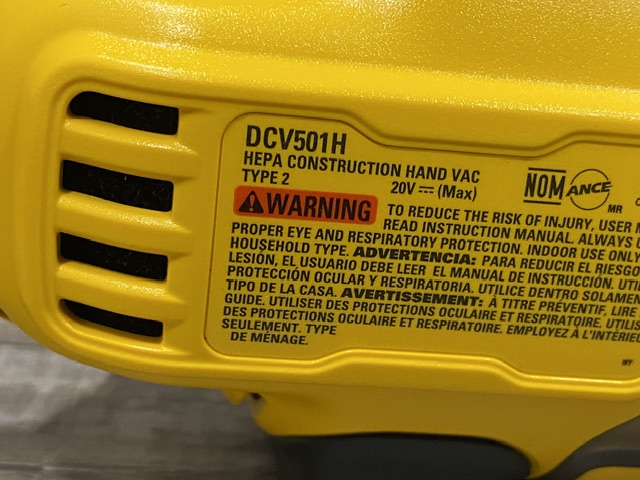 DCV501H
HEPA CONSTRUCTION HAND VAC
TYPE 2 20V ⎓ (Max)
NOM ANCE
MR
WARNING TO REDUCE THE RISK OF INJURY, USER
READ INSTRUCTION MANUAL. ALWAYS
PROPER EYE AND RESPIRATORY PROTECTION. INDOOR USE ONLY
HOUSEHOLD TYPE. ADVERTENCIA: PARA REDUCIR EL RIESGO
LESIÓN, EL USUARIO DEBE LEER EL MANUAL DE INSTRUCCIÓN.
PROTECCIÓN OCULAR Y RESPIRATORIA. UTILICE DENTRO SOLAME
TIPO DE LA CASA. AVERTISSEMENT: À TITRE PRÉVENTIF, LIRE
GUIDE. UTILISER DES PROTECTIONS OCULAIRE ET RESPIRATOIRE.
DES PROTECTIONS OCULAIRE ET RESPIRATOIRE. EMPLOYEZ À L'INTÉRIEU
SEULEMENT. TYPE
DE MÉNAGE.